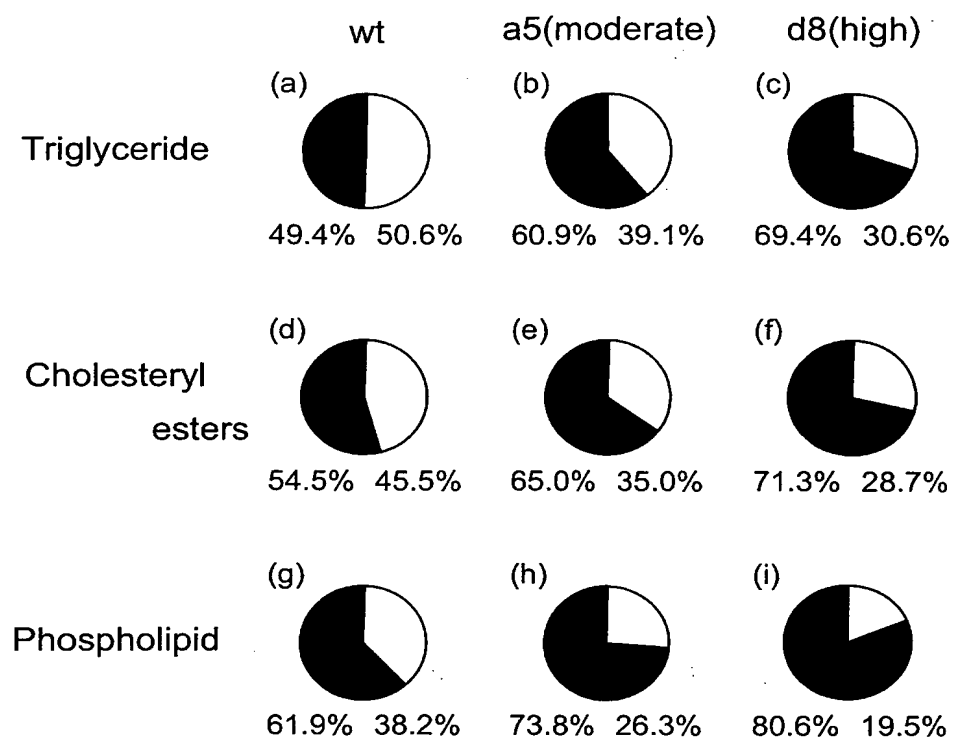 wt a5(moderate) d8(high)
(a) (b) (c)
Triglyceride
49.4% 50.6% 60.9% 39.1% 69.4% 30.6%
(d) (e) (f)
Cholesteryl
esters
54.5% 45.5% 65.0% 35.0% 71.3% 28.7%
(g) (h) (i)
Phospholipid
61.9% 38.2% 73.8% 26.3% 80.6% 19.5%